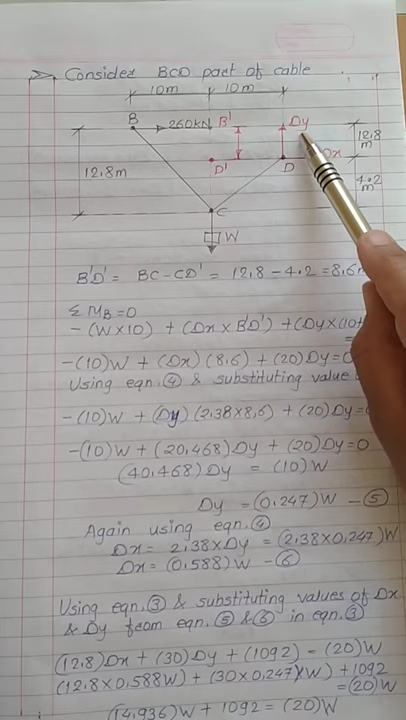 Consider BCD part of cable
10m 10m
B 260KN B' Dy
12.8 m
12.8m D' D Dx
4.2 m
C
W
B'D' = BC-CD' = 12.8-4.2 = 8.6
ΣMB=0
-(W×10) + (Dx×B'D') + (Dy×(10+
-(10)W + (Dx)(8.6) + (20)Dy=0
Using eqn. ④ & substituting value
-(10)W + (Dy)(2.38×8.6) + (20)Dy=
-(10)W + (20.468)Dy + (20)Dy=0
(40.468)Dy = (10)W
Dy = (0.247)W - ⑤
Again using eqn. ④
Dx = 2.38×Dy = (2.38×0.247)W
Dx = (0.588)W - ⑥
Using eqn. ③ & substituting values of Dx
& Dy from eqn. ⑤ & ⑥ in eqn. ③
(12.8)Dx + (30)Dy + (1092) = (20)W
(12.8×0.588W) + (30×0.247)(W) + 1092
= (20)W
(14.936)W + 1092 = (20)W